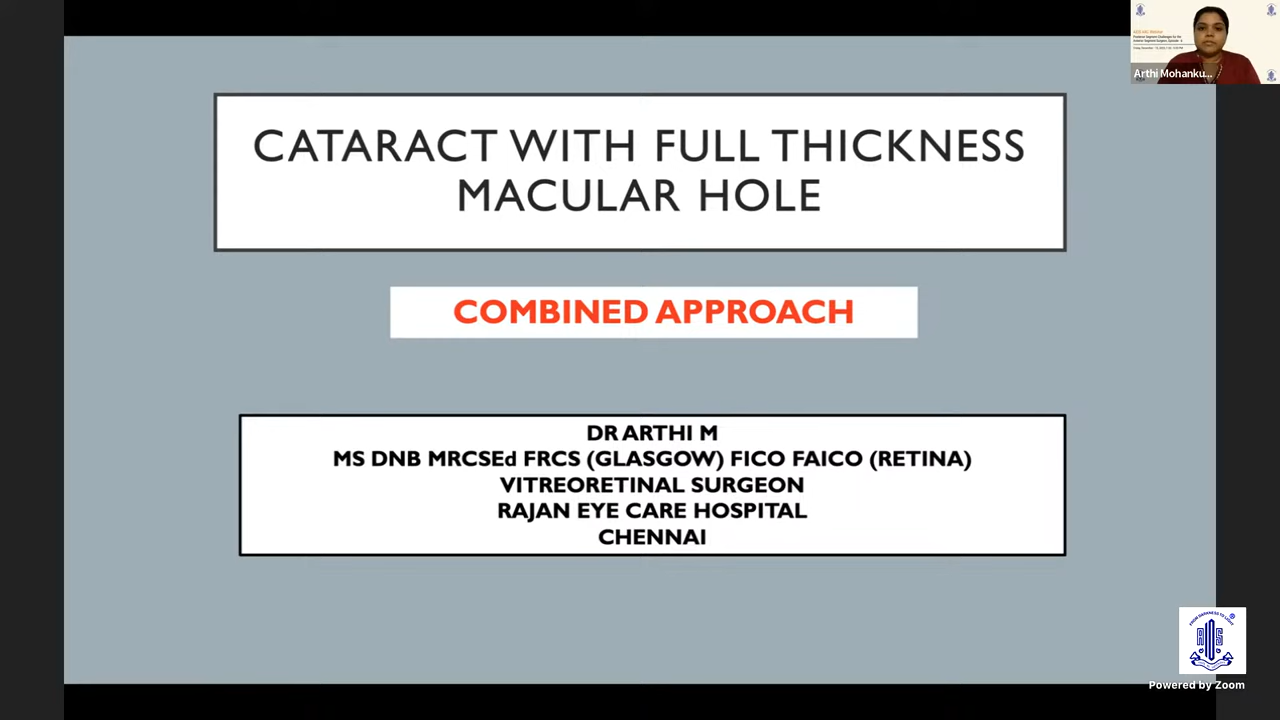 CATARACT WITH FULL THICKNESS
MACULAR HOLE
COMBINED APPROACH
DR ARTHI M
MS DNB MRCSEd FRCS (GLASGOW) FICO FAICO (RETINA)
VITREORETINAL SURGEON
RAJAN EYE CARE HOSPITAL
CHENNAI
Arthi Mohanku...
Powered by Zoom